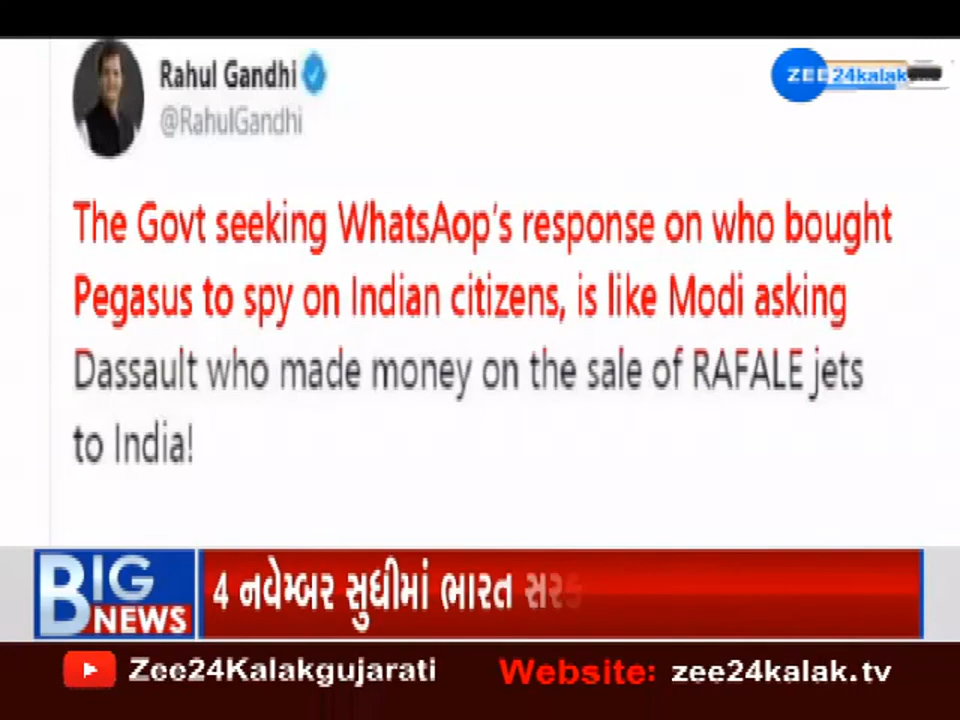 Rahul Gandhi
@RahulGandhi
ZEE 24kalak
The Govt seeking WhatsAop's response on who bought
Pegasus to spy on Indian citizens, is like Modi asking
Dassault who made money on the sale of RAFALE jets
to India!
BIG
NEWS
4 નવેમ્બર સુધીમાં ભારત
Zee24Kalakgujarati
Website: zee24kalak.tv